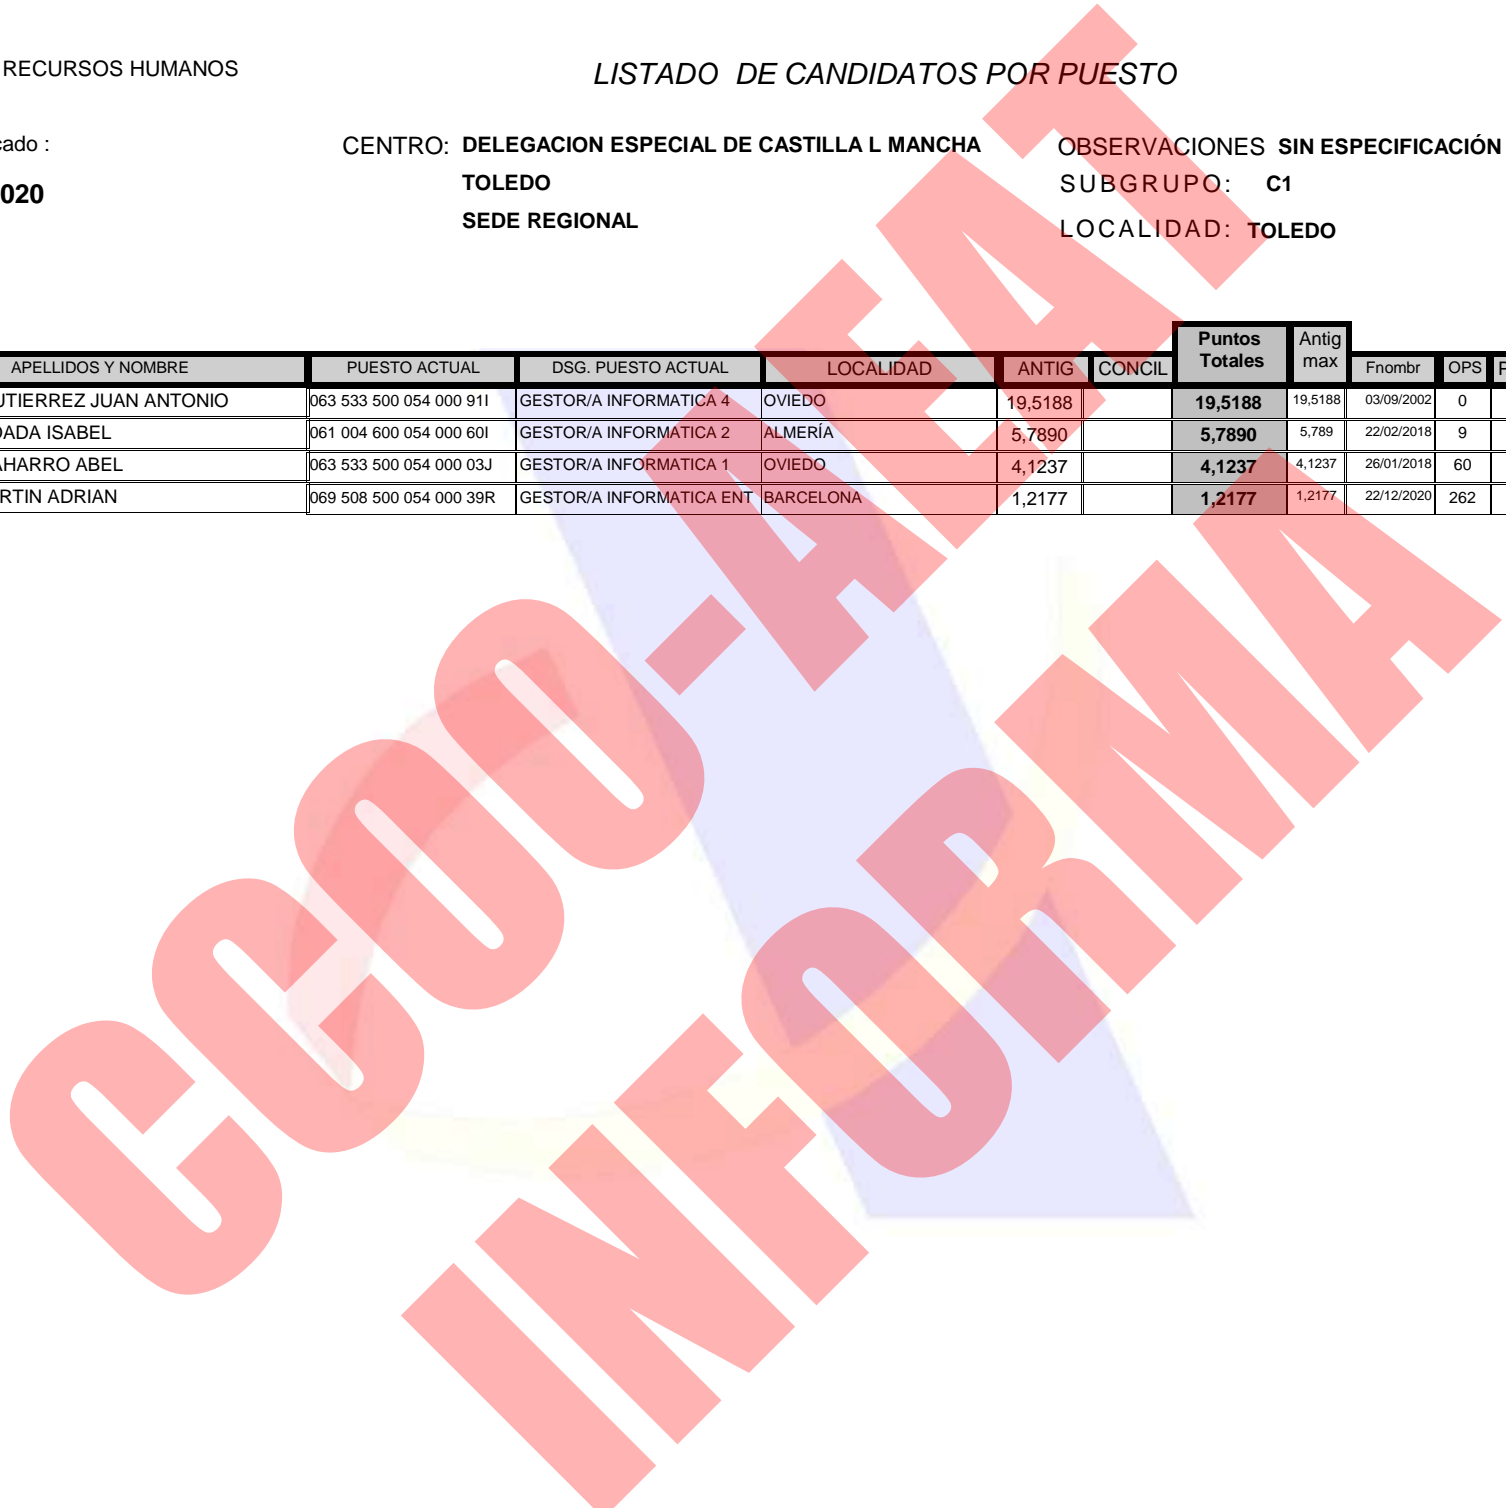 RECURSOS HUMANOS
LISTADO DE CANDIDATOS POR PUESTO
cado :
CENTRO: DELEGACION ESPECIAL DE CASTILLA L MANCHA
OBSERVACIONES SIN ESPECIFICACIÓN
020
TOLEDO
SUBGRUPO: C1
SEDE REGIONAL
LOCALIDAD: TOLEDO
APELLIDOS Y NOMBRE PUESTO ACTUAL DSG. PUESTO ACTUAL LOCALIDAD ANTIG CONCIL Puntos Totales Antig max Fnombr OPS P
UTIERREZ JUAN ANTONIO 063 533 500 054 000 91I GESTOR/A INFORMATICA 4 OVIEDO 19,5188 19,5188 19,5188 03/09/2002 0
DADA ISABEL 061 004 600 054 000 60I GESTOR/A INFORMATICA 2 ALMERÍA 5,7890 5,7890 5,789 22/02/2018 9
AHARRO ABEL 063 533 500 054 000 03J GESTOR/A INFORMATICA 1 OVIEDO 4,1237 4,1237 4,1237 26/01/2018 60
RTIN ADRIAN 069 508 500 054 000 39R GESTOR/A INFORMATICA ENT BARCELONA 1,2177 1,2177 1,2177 22/12/2020 262
CCOO-AEAT
INFORMA